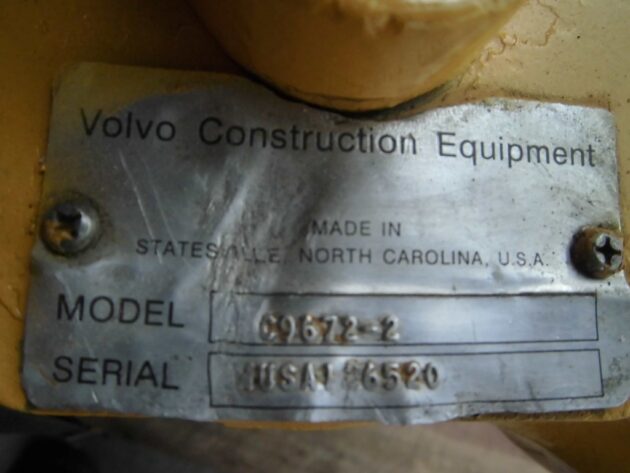 Volvo Construction Equipment
MADE IN
STATESVILLE, NORTH CAROLINA, U.S.A.
MODEL C9672-2
SERIAL